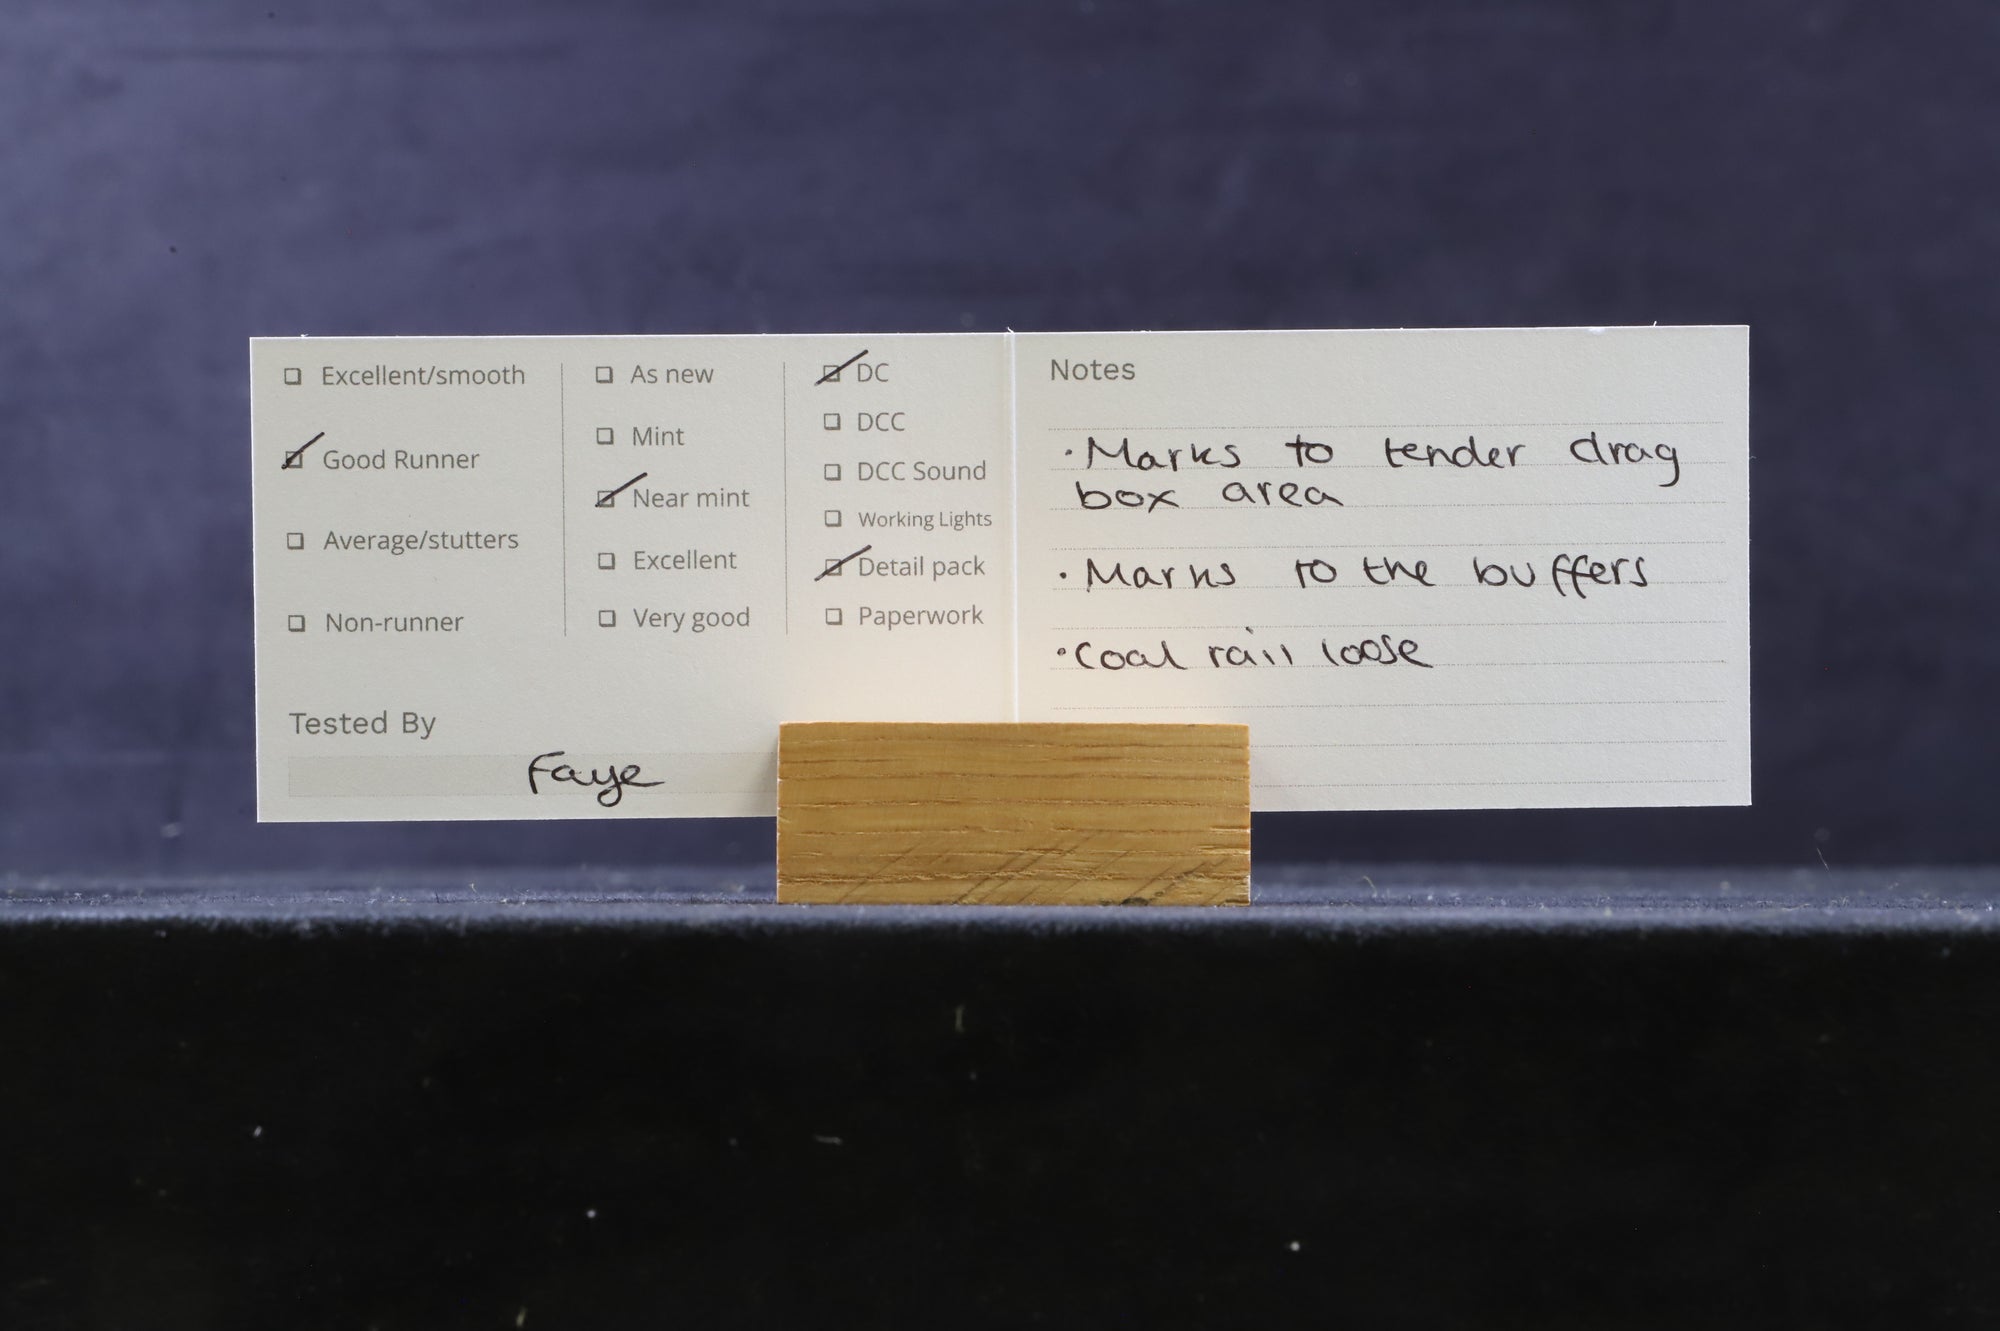 Excellent/smooth
Good Runner
Average/stutters
Non-runner
As new
Mint
Near mint
Excellent
Very good
DC
DCC
DCC Sound
Working Lights
Detail pack
Paperwork
Tested By
Faye
Notes
• Marks to tender drag
box area
• Marks to the buffers
• Coal rail loose